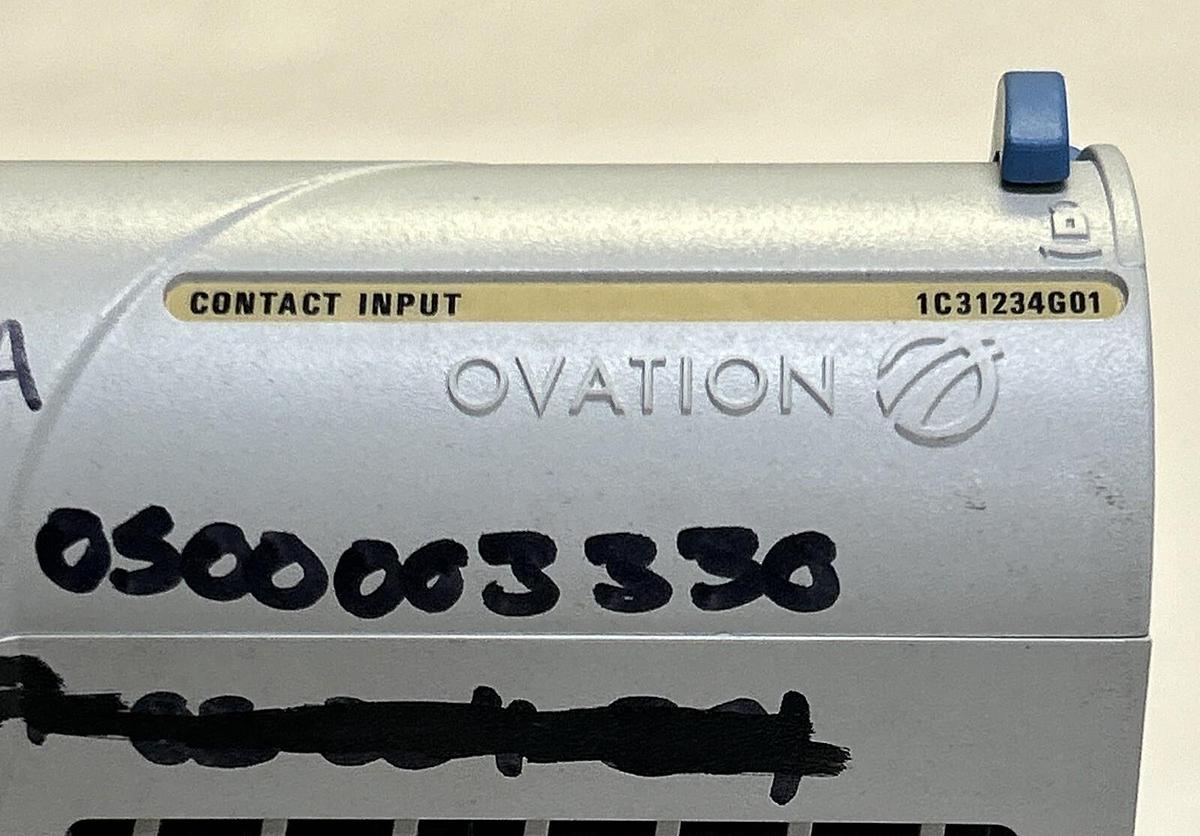 CONTACT INPUT 1C31234G01
OVATION
A
0500003330